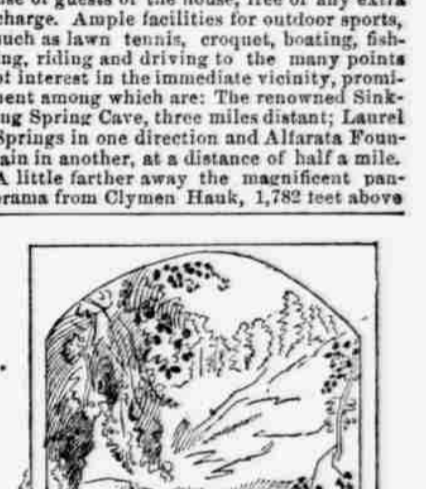 use of guests of the house, free of any extra
charge. Ample facilities for outdoor sports,
such as lawn tennis, croquet, boating, fish-
ing, riding and driving to the many points
of interest in the immediate vicinity, promi-
nent among which are: The renowned Sink-
ing Spring Cave, three miles distant; Laurel
Springs in one direction and Alfarata Foun-
tain in another, at a distance of half a mile.
A little farther away the magnificent pan-
orama from Clymen Hauk, 1,782 feet above